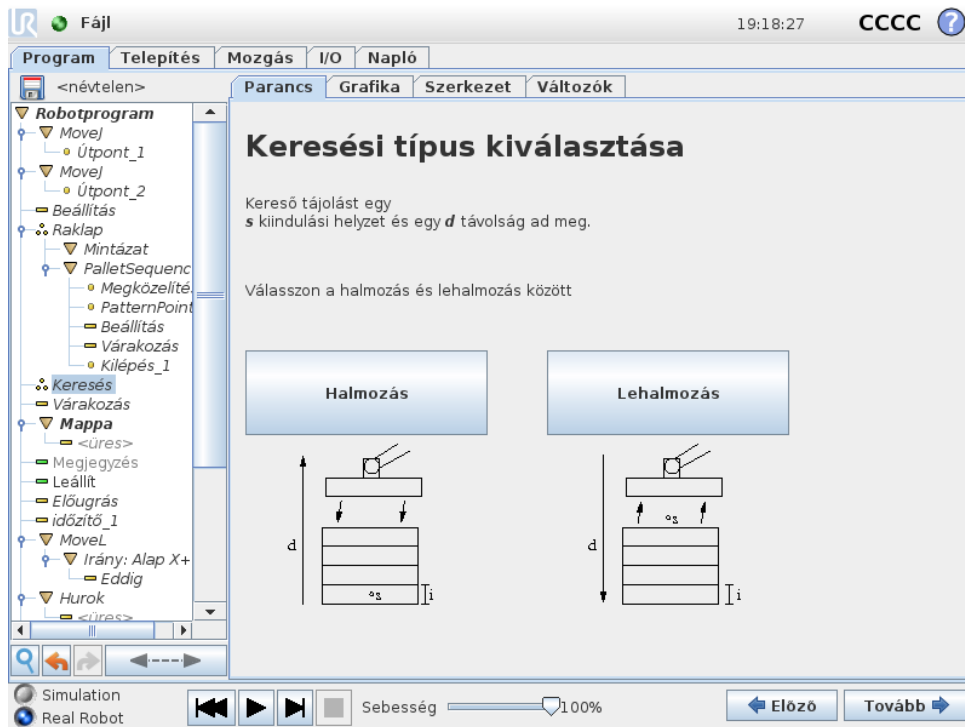 UR Fájl 19:18:27 CCCC ?
Program Telepítés Mozgás I/O Napló
<névtelen>
Parancs Grafika Szerkezet Változók
Robotprogram
MoveJ
Útpont_1
MoveJ
Útpont_2
Beállítás
Raklap
Mintázat
PalletSequenc
Megközelíté
PatternPoint
Beállítás
Várakozás
Kilépés_1
Keresés
Várakozás
Mappa
<üres>
Megjegyzés
Leállít
Előugrás
időzítő_1
MoveL
Irány: Alap X+
Eddig
Hurok
<üres>
Keresési típus kiválasztása
Kereső tájolást egy
s kiindulási helyzet és egy d távolság ad meg.
Válasszon a halmozás és lehalmozás között
Halmozás
Lehalmozás
d
s
i
d
s
i
Simulation
Real Robot
Sebesség 100%
Előző
Tovább